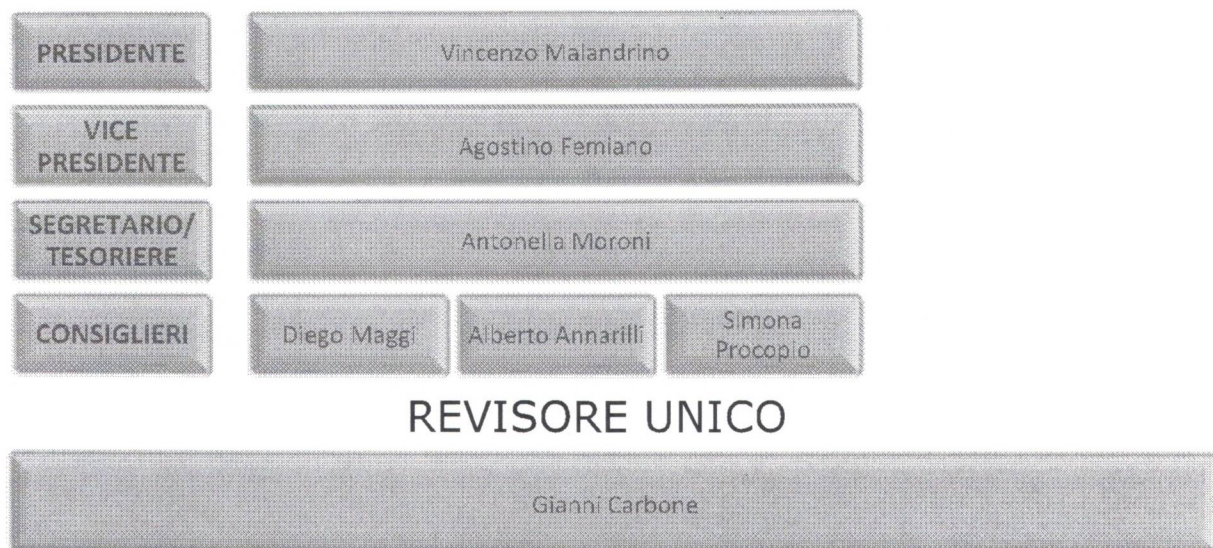 PRESIDENTE
Vincenzo Malandrino
VICE
PRESIDENTE
Agostino Femiano
SEGRETARIO/
TESORIERE
Antonella Moroni
CONSIGLIERI
Diego Maggi
Alberto Annarilli
Simona
Procopio
REVISORE UNICO
Gianni Carbone